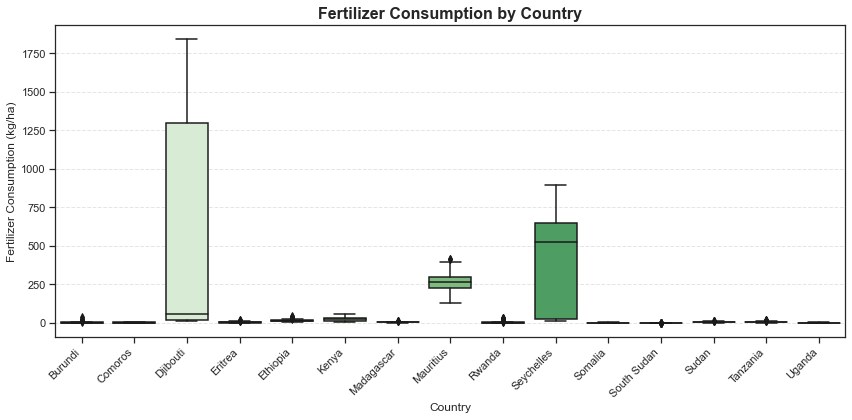 Fertilizer Consumption by Country
Fertilizer Consumption (kg/ha)
1750
1500
1250
1000
750
500
250
0
Burundi
Comoros
Djibouti
Eritrea
Ethiopia
Kenya
Madagascar
Mauritius
Rwanda
Seychelles
Somalia
South Sudan
Sudan
Tanzania
Uganda
Country